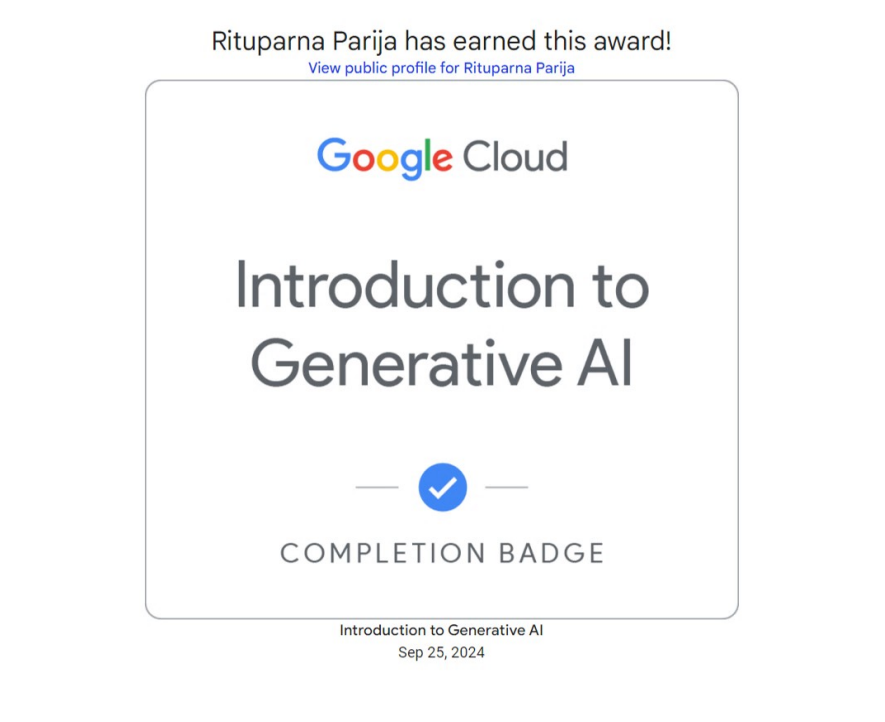 Rituparna Parija has earned this award!
View public profile for Rituparna Parija
Google Cloud
Introduction to
Generative AI
COMPLETION BADGE
Introduction to Generative AI
Sep 25, 2024